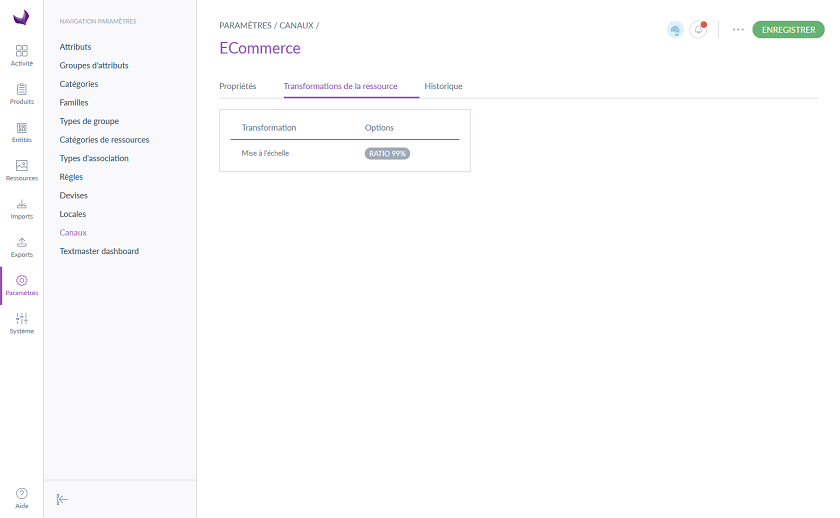 Activité
Produits
Entités
Ressources
Imports
Exports
Paramètres
Système
Aide
NAVIGATION PARAMÈTRES
Attributs
Groupes d'attributs
Catégories
Familles
Types de groupe
Catégories de ressources
Types d'association
Règles
Devises
Locales
Canaux
Textmaster dashboard
PARAMÈTRES / CANAUX /
ENREGISTRER
ECommerce
Propriétés Transformations de la ressource Historique
Transformation Options
Mise à l'échelle RATIO 99%